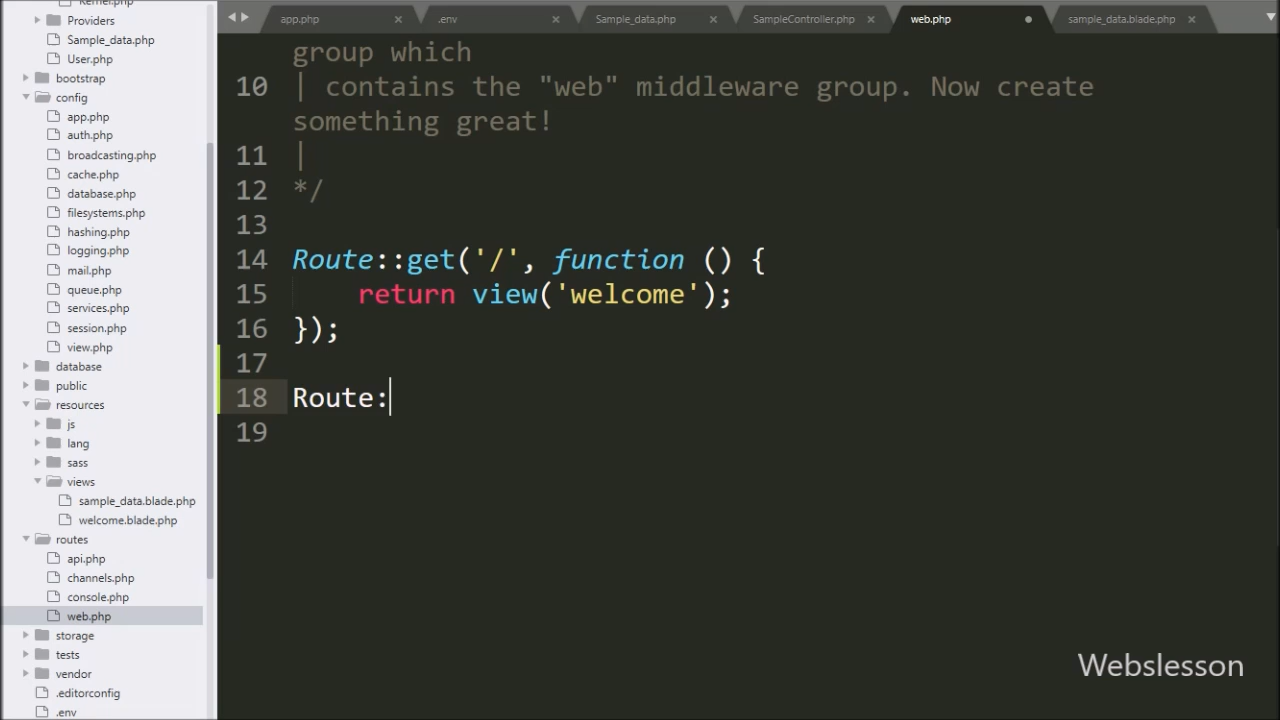 Kernel.php
Providers
Sample_data.php
User.php
bootstrap
config
app.php
auth.php
broadcasting.php
cache.php
database.php
filesystems.php
hashing.php
logging.php
mail.php
queue.php
services.php
session.php
view.php
database
public
resources
js
lang
sass
views
sample_data.blade.php
welcome.blade.php
routes
api.php
channels.php
console.php
web.php
storage
tests
vendor
.editorconfig
.env
app.php .env Sample_data.php SampleController.php web.php sample_data.blade.php
group which
10 | contains the "web" middleware group. Now create
something great!
11 |
12 */
13
14 Route::get('/', function () {
15 return view('welcome');
16 });
17
18 Route:
19
Webslesson